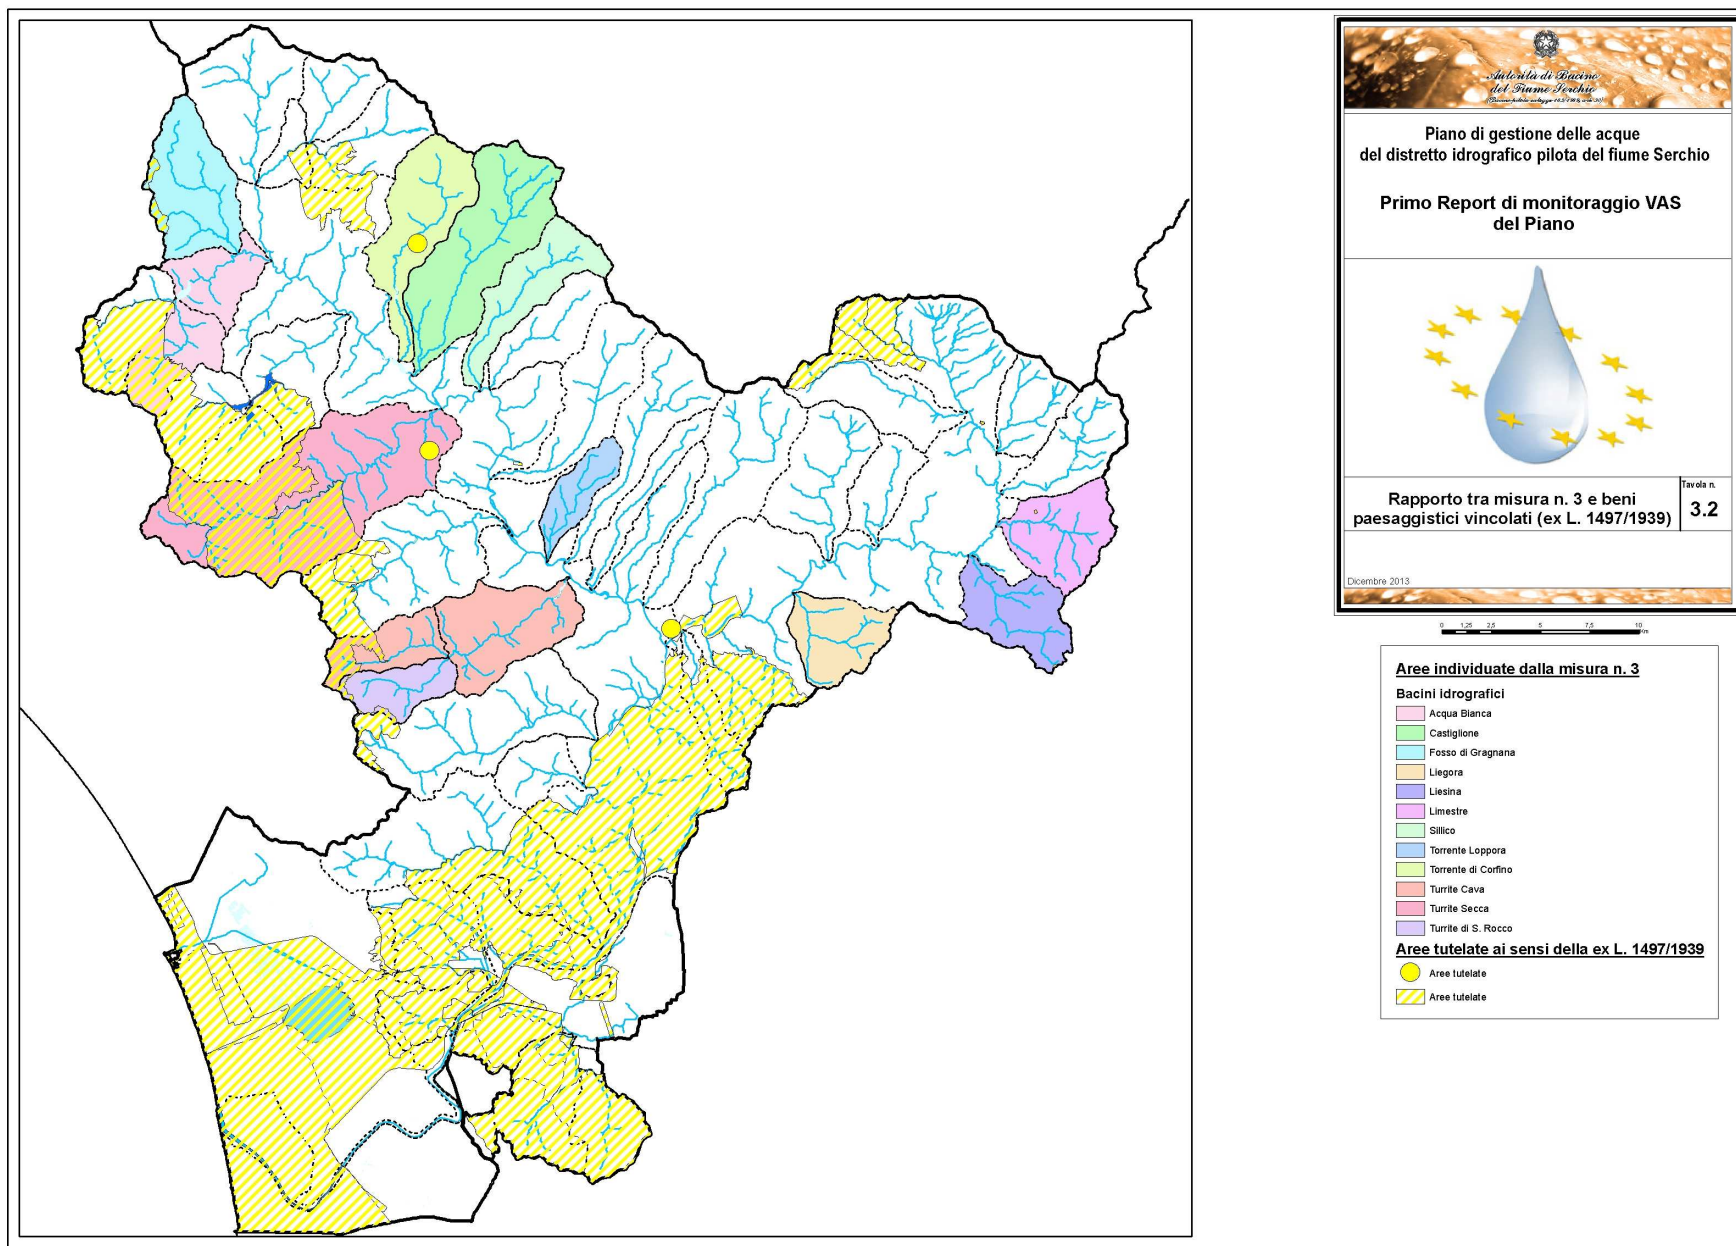 Autorità di Bacino
del Fiume Serchio
Piano di gestione delle acque
del distretto idrografico pilota del fiume Serchio
Primo Report di monitoraggio VAS
del Piano
Rapporto tra misura n. 3 e beni
paesaggistici vincolati (ex L. 1497/1939)
Tavola n.
3.2
Dicembre 2013
0 1,25 2,5 5 7,5 10
Km
Aree individuate dalla misura n. 3
Bacini idrografici
Acqua Bianca
Castiglione
Fosso di Gragnana
Liegora
Liesina
Limestre
Sillico
Torrente Loppora
Torrente di Corfino
Turrite Cava
Turrite Secca
Turrite di S. Rocco
Aree tutelate ai sensi della ex L. 1497/1939
Aree tutelate
Aree tutelate